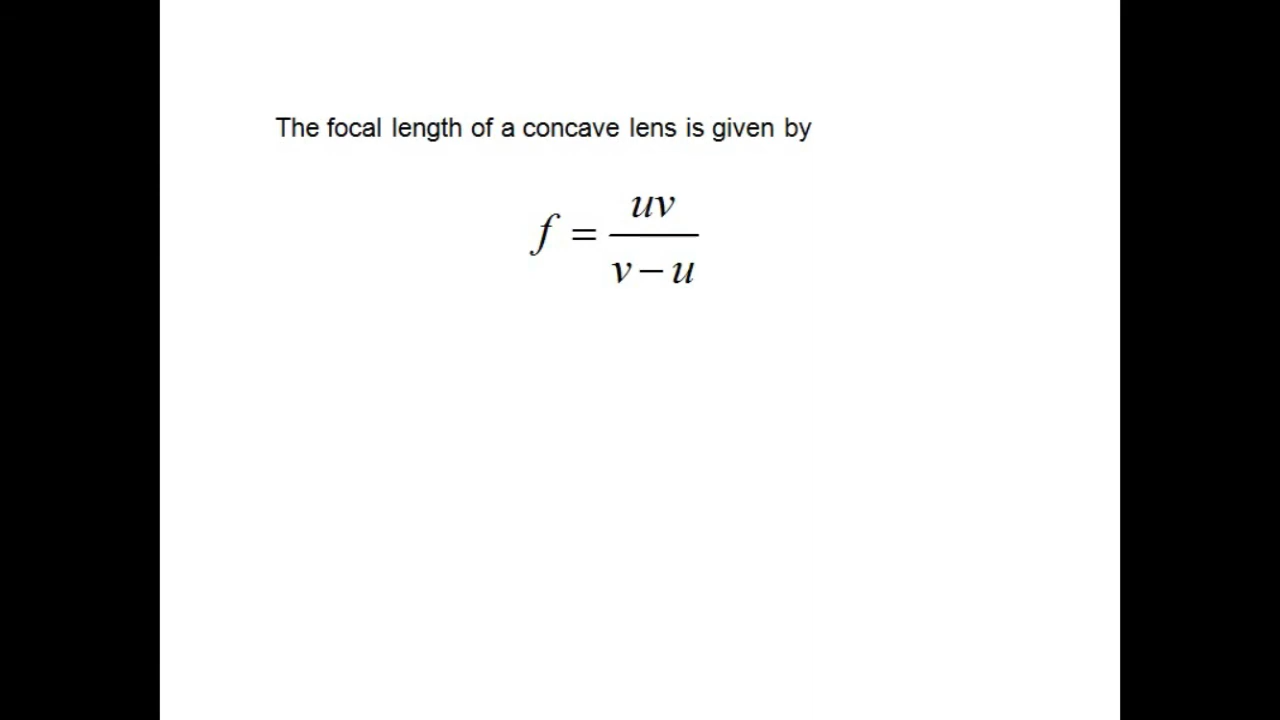 The focal length of a concave lens is given by
f = uv / v − u